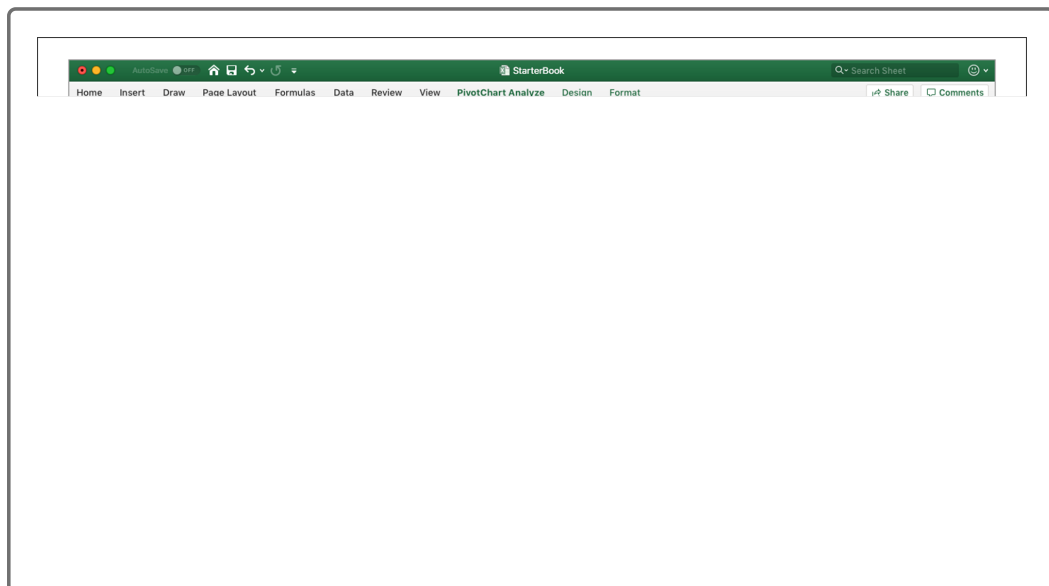 AutoSave OFF StarterBook Search Sheet
Home Insert Draw Page Layout Formulas Data Review View PivotChart Analyze Design Format Share Comments